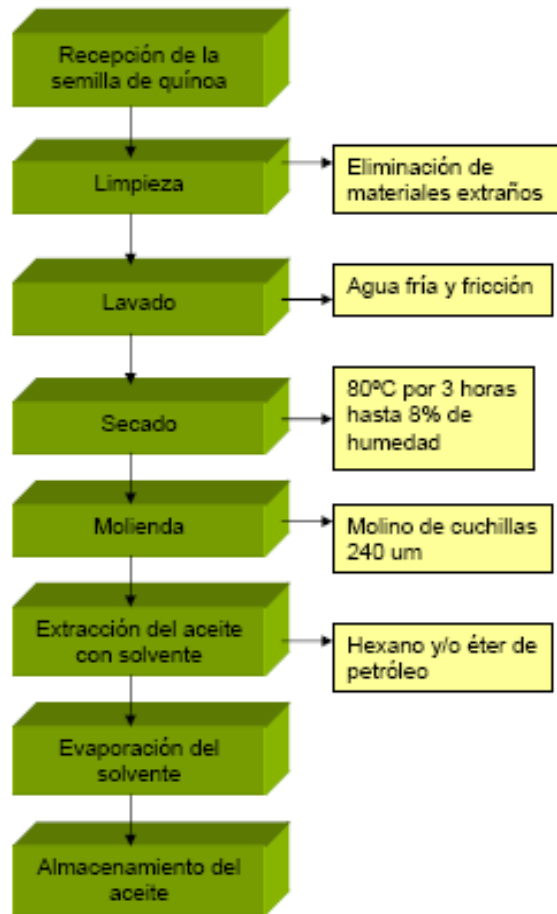 Recepción de la
semilla de quínoa
Limpieza
Eliminación de
materiales extraños
Lavado
Agua fría y fricción
Secado
80ºC por 3 horas
hasta 8% de
humedad
Molienda
Molino de cuchillas
240 um
Extracción del aceite
con solvente
Hexano y/o éter de
petróleo
Evaporación del
solvente
Almacenamiento del
aceite